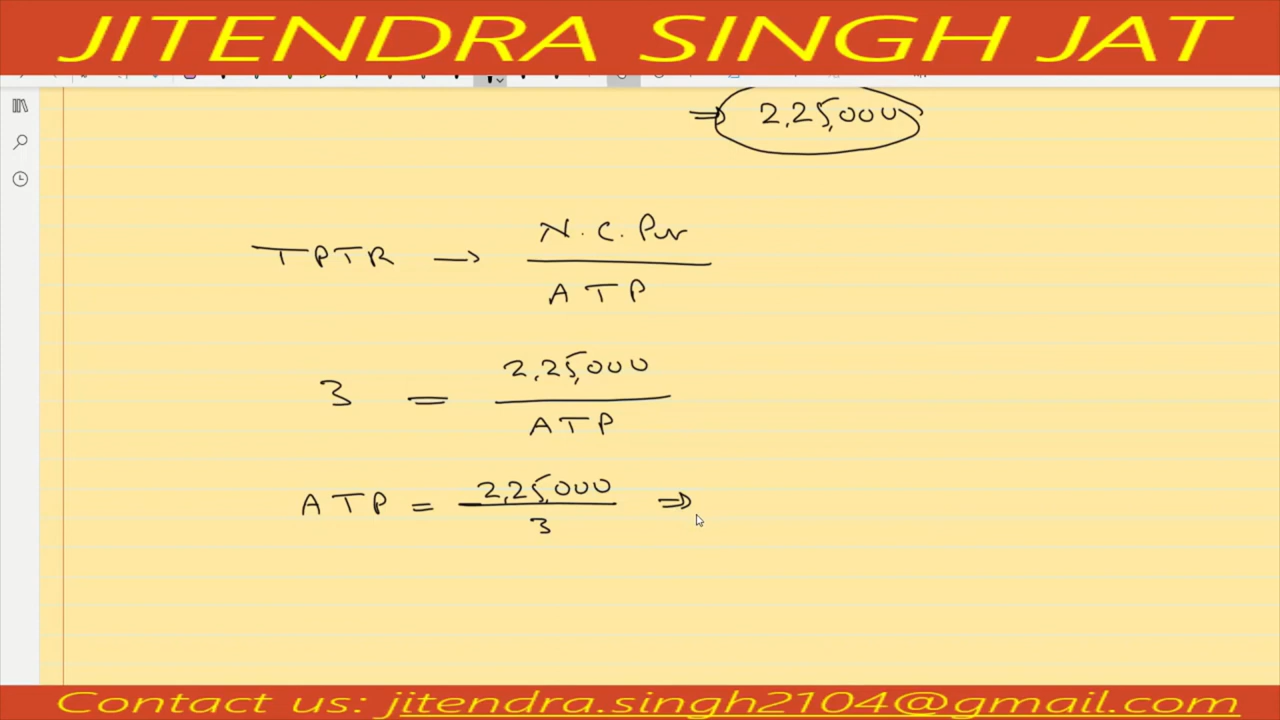 JITENDRA SINGH JAT
⇒ 2,25,000
TPTR → N.C.Pur
ATP
3 = 2,25,000
ATP
ATP = 2,25,000 ⇒
3
Contact us: jitendra.singh2104@gmail.com